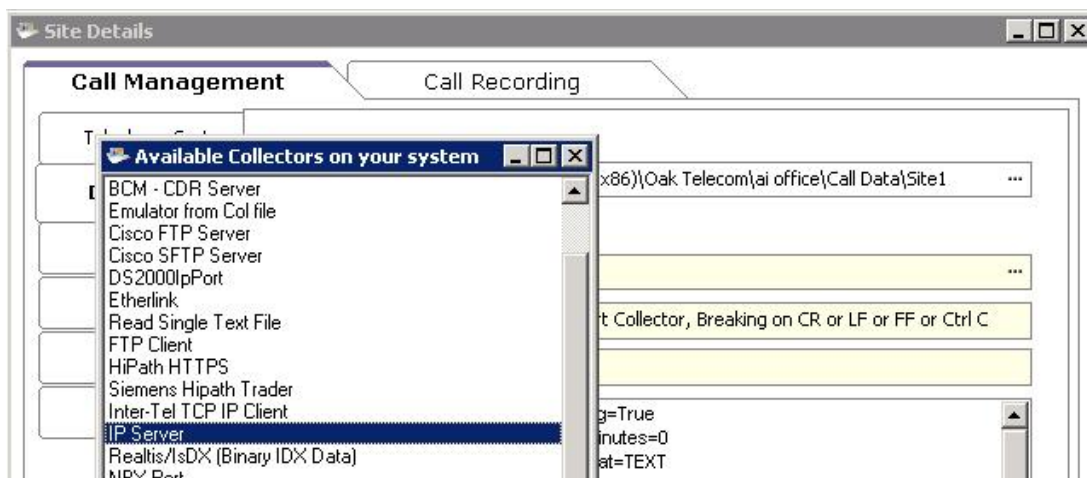 Site Details
Call Management
Call Recording
Available Collectors on your system
BCM - CDR Server
Emulator from Col file
Cisco FTP Server
Cisco SFTP Server
DS2000IpPort
Etherlink
Read Single Text File
FTP Client
HiPath HTTPS
Siemens Hipath Trader
Inter-Tel TCP IP Client
IP Server
Realtis/IsDX (Binary IDX Data)
x86)\Oak Telecom\ai office\Call Data\Site1 ...
...
t Collector, Breaking on CR or LF or FF or Ctrl C
g=True
inutes=0
at=TEXT